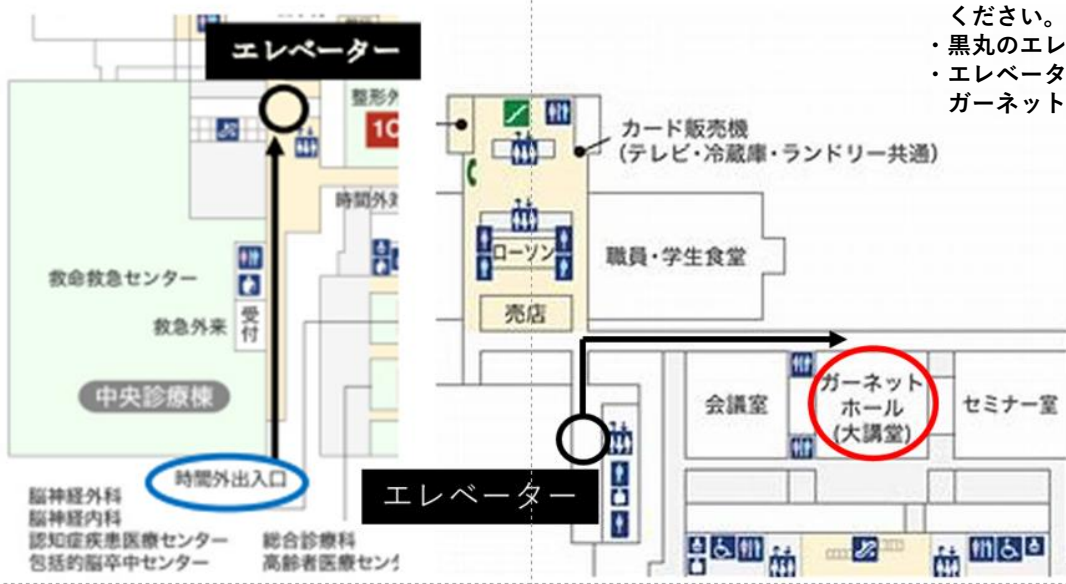 ください。
・黒丸のエレ
・エレベータ
ガーネット
エレベーター
整形外
10
時間外対
救命救急センター
救急外来
受付
中央診療棟
時間外出入口
脳神経外科
脳神経内科
認知症疾患医療センター
包括的脳卒中センター
総合診療科
高齢者医療セン
カード販売機
(テレビ・冷蔵庫・ランドリー共通)
ローソン
職員・学生食堂
売店
会議室
ガーネット
ホール
(大講堂)
セミナー室
エレベーター